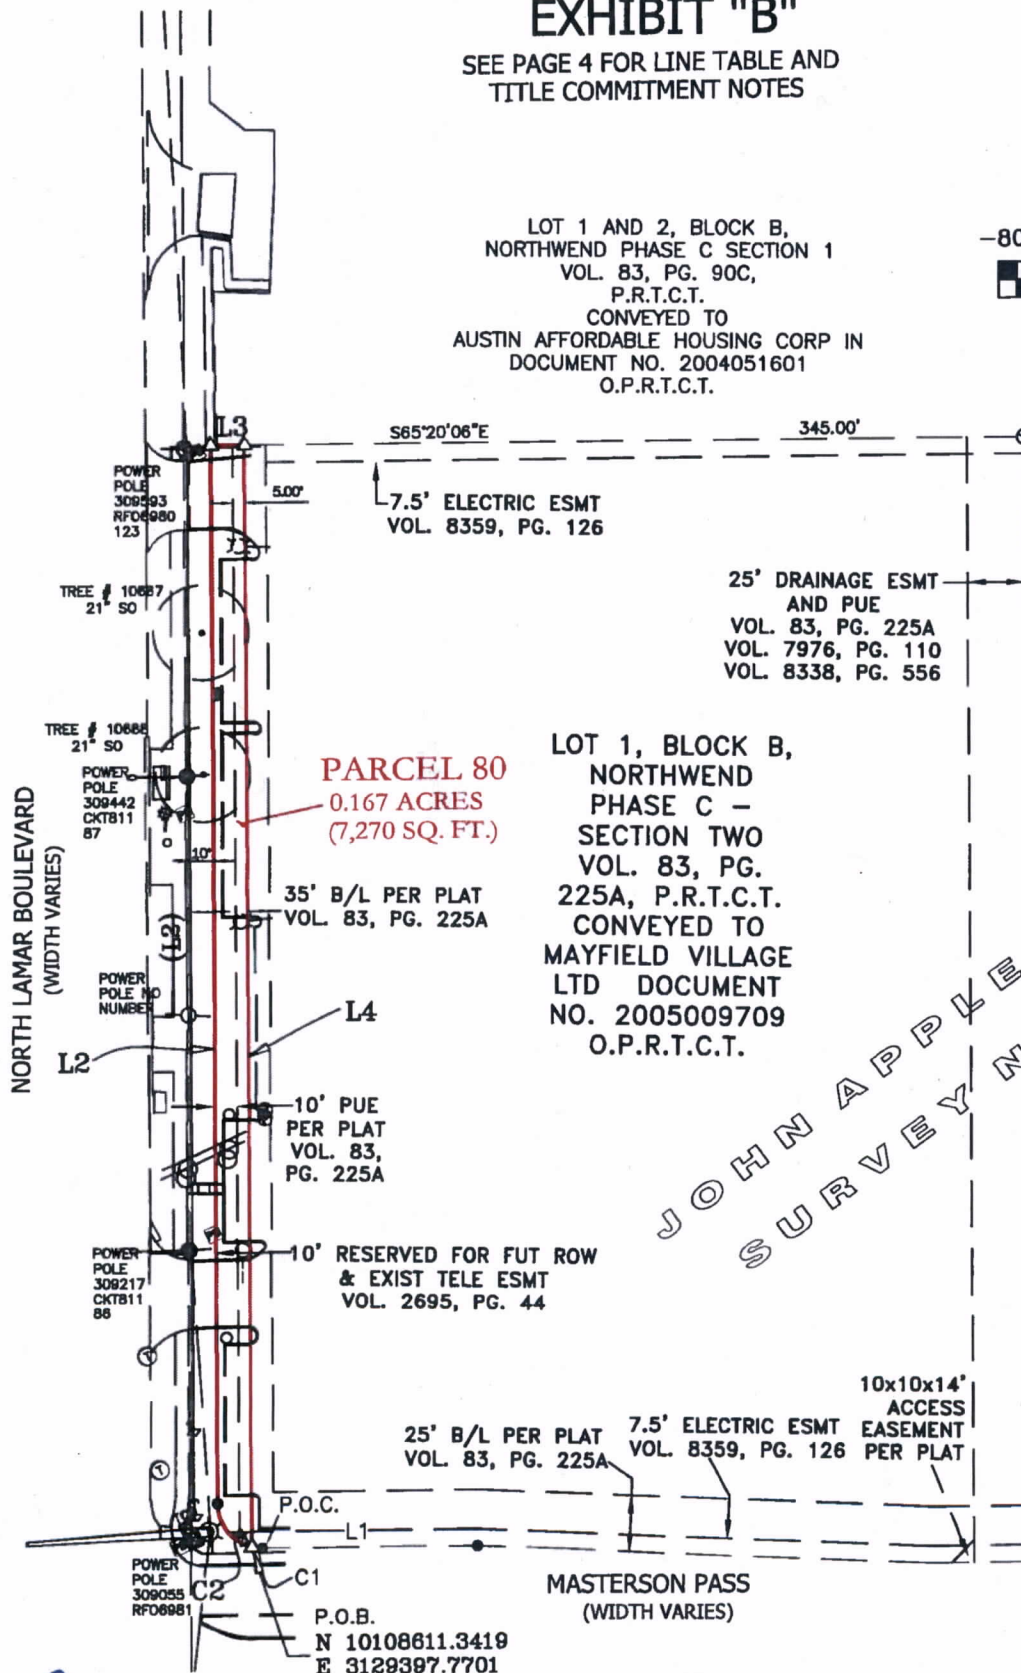 EXHIBIT "B"
SEE PAGE 4 FOR LINE TABLE AND
TITLE COMMITMENT NOTES
LOT 1 AND 2, BLOCK B,
NORTHWEND PHASE C SECTION 1
VOL. 83, PG. 90C,
P.R.T.C.T.
CONVEYED TO
AUSTIN AFFORDABLE HOUSING CORP IN
DOCUMENT NO. 2004051601
O.P.R.T.C.T.
-80
L3
S65°20'06"E
345.00'
POWER
POLE
309593
RF06980
123
5.00'
7.5' ELECTRIC ESMT
VOL. 8359, PG. 126
TREE # 10687
21" SO
25' DRAINAGE ESMT
AND PUE
VOL. 83, PG. 225A
VOL. 7976, PG. 110
VOL. 8338, PG. 556
TREE # 10688
21" SO
POWER
POLE
309442
CKT811
87
PARCEL 80
0.167 ACRES
(7,270 SQ. FT.)
LOT 1, BLOCK B,
NORTHWEND
PHASE C –
SECTION TWO
VOL. 83, PG.
225A, P.R.T.C.T.
CONVEYED TO
MAYFIELD VILLAGE
LTD DOCUMENT
NO. 2005009709
O.P.R.T.C.T.
NORTH LAMAR BOULEVARD
(WIDTH VARIES)
10'
35' B/L PER PLAT
VOL. 83, PG. 225A
(L2)
POWER
POLE NO
NUMBER
L4
L2
10' PUE
PER PLAT
VOL. 83,
PG. 225A
JOHN APPLE
SURVEY N
POWER
POLE
309217
CKT811
88
10' RESERVED FOR FUT ROW
& EXIST TELE ESMT
VOL. 2695, PG. 44
10x10x14'
ACCESS
EASEMENT
PER PLAT
25' B/L PER PLAT
VOL. 83, PG. 225A
7.5' ELECTRIC ESMT
VOL. 8359, PG. 126
P.O.C.
L1
POWER
POLE
309055
RF06981
C2
C1
MASTERSON PASS
(WIDTH VARIES)
P.O.B.
N 10108611.3419
E 3129397.7701